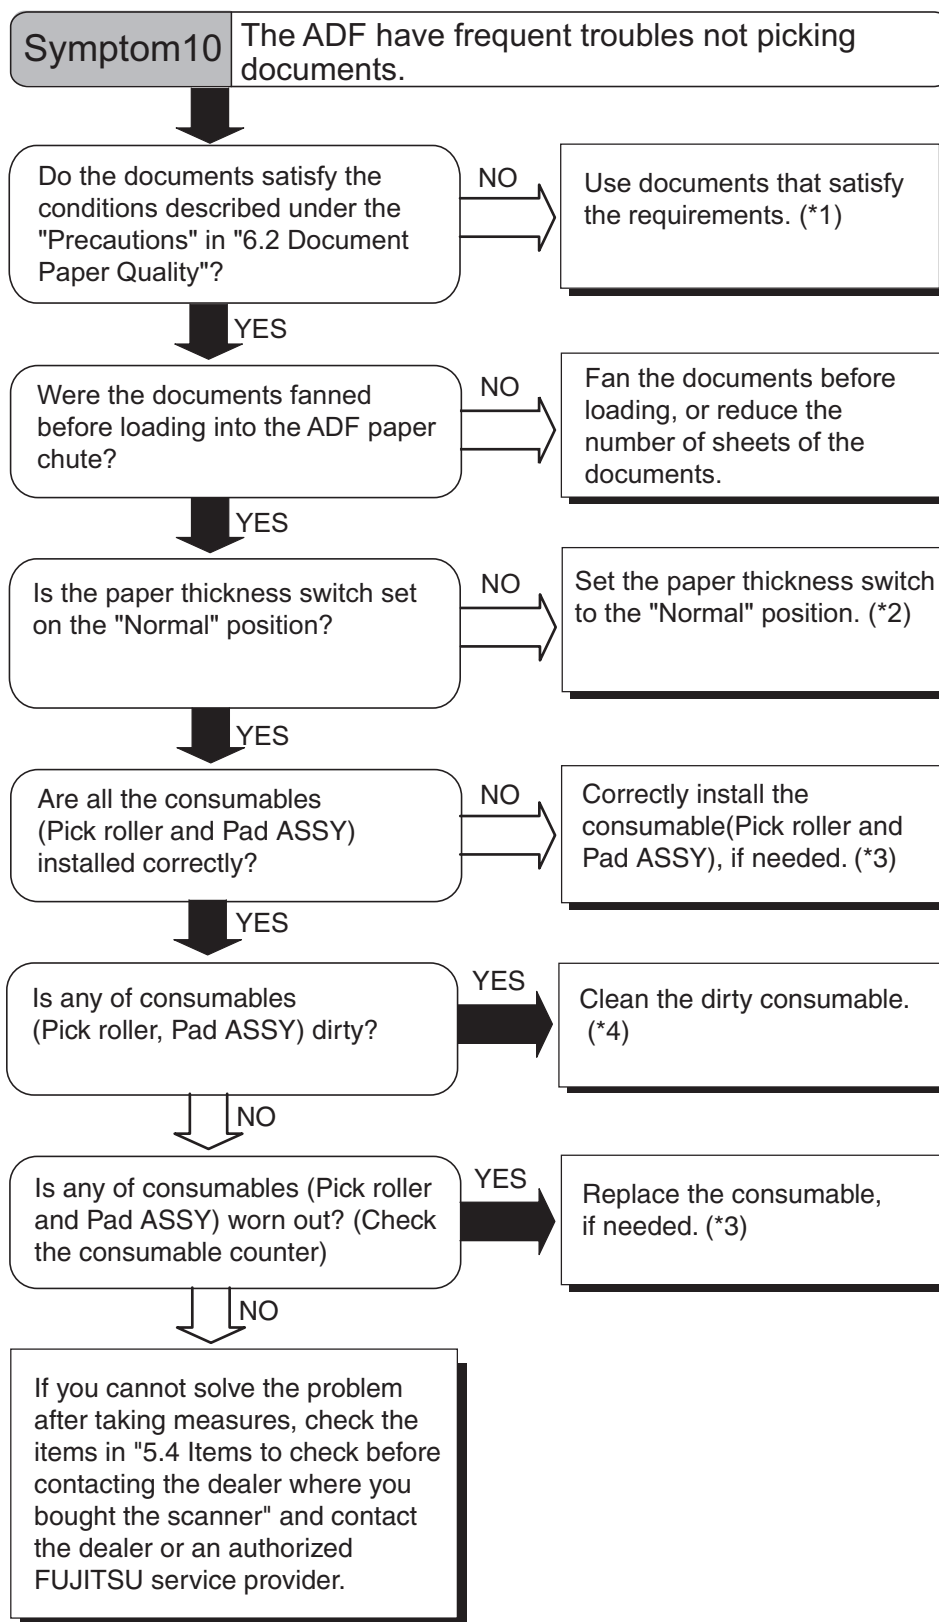 Symptom10
The ADF have frequent troubles not picking
documents.
Do the documents satisfy the
conditions described under the
"Precautions" in "6.2 Document
Paper Quality"?
NO
Use documents that satisfy
the requirements. (*1)
YES
Were the documents fanned
before loading into the ADF paper
chute?
NO
Fan the documents before
loading, or reduce the
number of sheets of the
documents.
YES
Is the paper thickness switch set
on the "Normal" position?
NO
Set the paper thickness switch
to the "Normal" position. (*2)
YES
Are all the consumables
(Pick roller and Pad ASSY)
installed correctly?
NO
Correctly install the
consumable(Pick roller and
Pad ASSY), if needed. (*3)
YES
Is any of consumables
(Pick roller, Pad ASSY) dirty?
YES
Clean the dirty consumable.
(*4)
NO
Is any of consumables (Pick roller
and Pad ASSY) worn out? (Check
the consumable counter)
YES
Replace the consumable,
if needed. (*3)
NO
If you cannot solve the problem
after taking measures, check the
items in "5.4 Items to check before
contacting the dealer where you
bought the scanner" and contact
the dealer or an authorized
FUJITSU service provider.